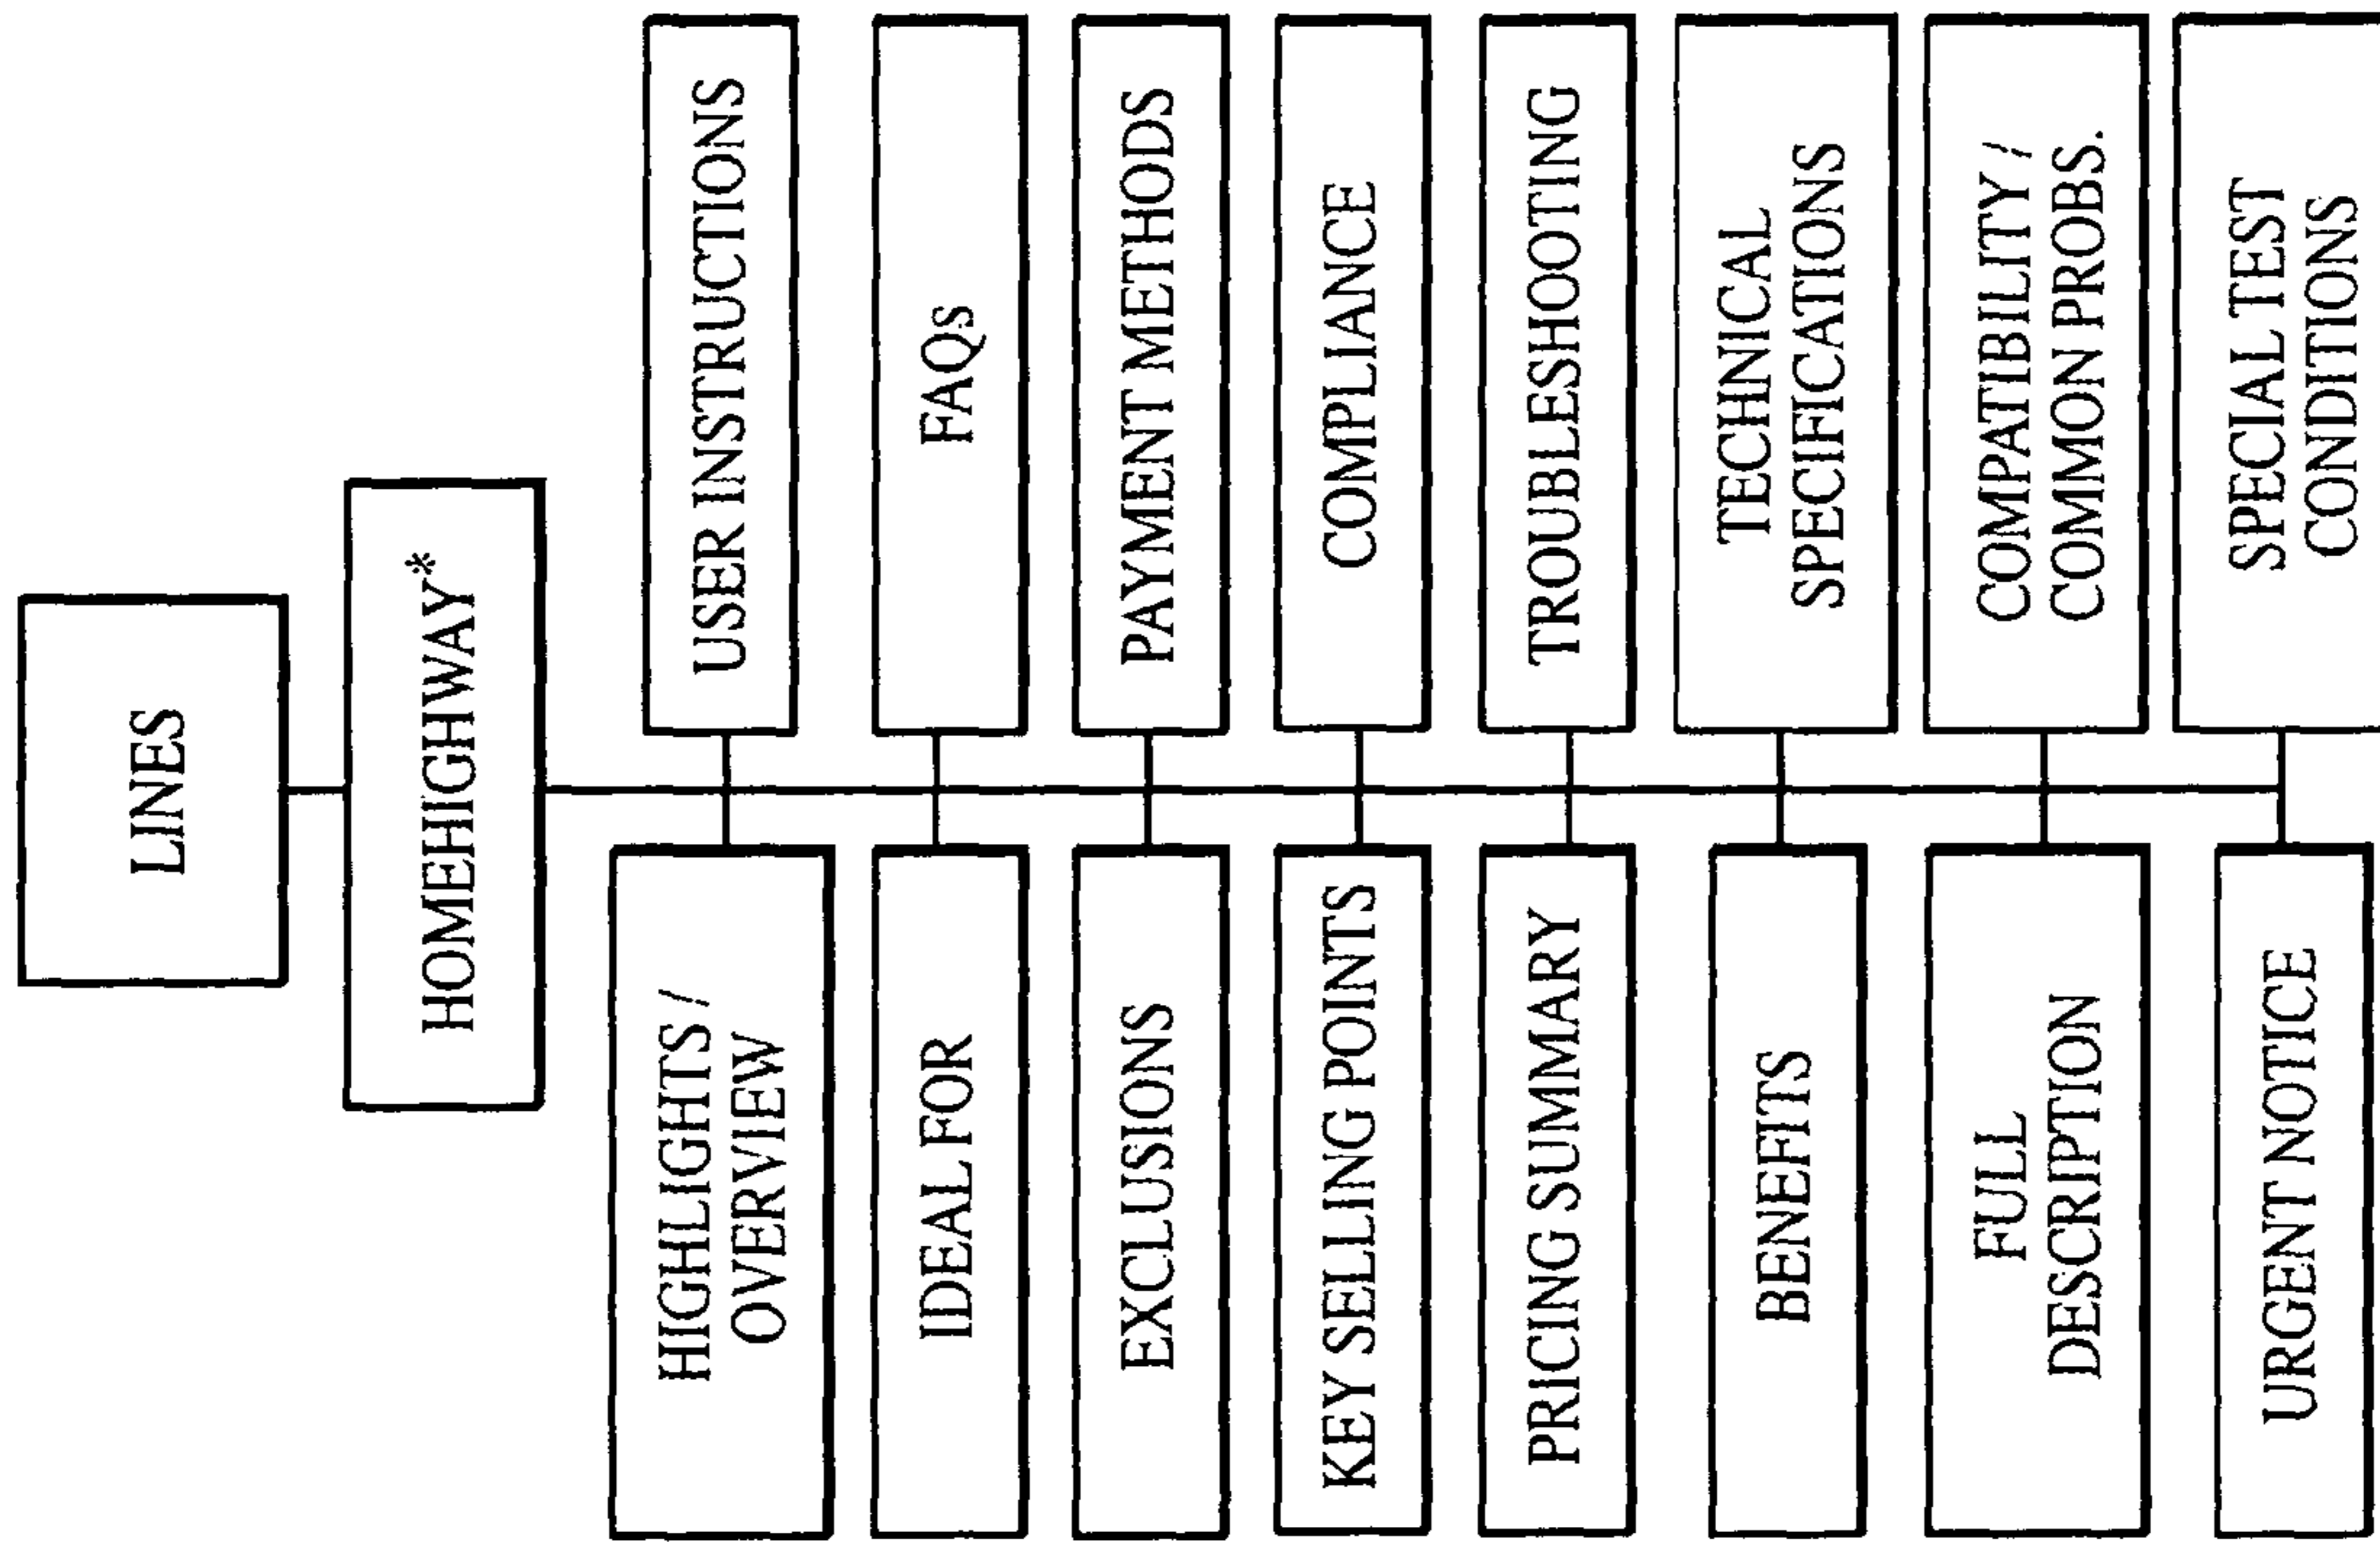 LINES
HOMEHIGHWAY*
HIGHLIGHTS /
OVERVIEW
USER INSTRUCTIONS
IDEAL FOR
FAQs
EXCLUSIONS
PAYMENT METHODS
KEY SELLING POINTS
COMPLIANCE
PRICING SUMMARY
TROUBLESHOOTING
BENEFITS
TECHNICAL
SPECIFICATIONS
FULL
DESCRIPTION
COMPATIBILITY /
COMMON PROBS.
URGENT NOTICE
SPECIAL TEST
CONDITIONS